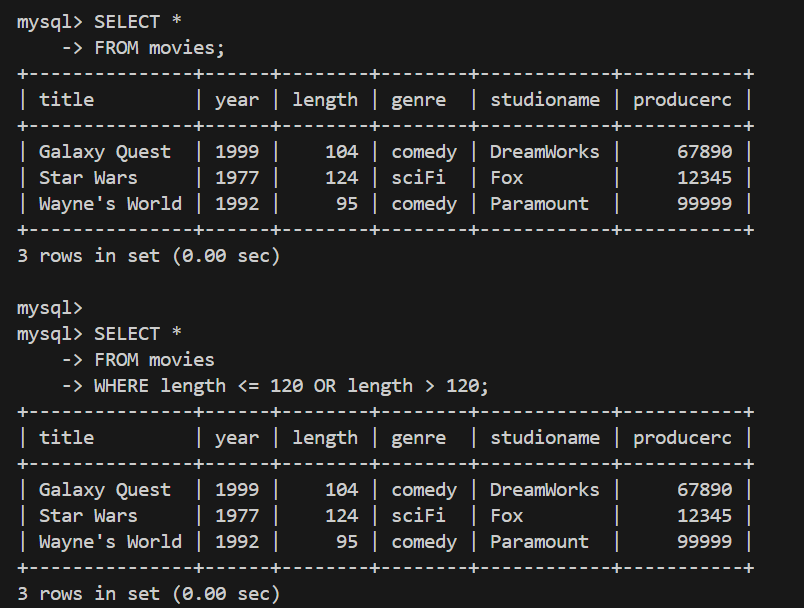 mysql> SELECT *
    -> FROM movies;
+---------------+------+--------+--------+------------+-----------+
| title         | year | length | genre  | studioname | producerc |
+---------------+------+--------+--------+------------+-----------+
| Galaxy Quest  | 1999 |    104 | comedy | DreamWorks |     67890 |
| Star Wars     | 1977 |    124 | sciFi  | Fox        |     12345 |
| Wayne's World | 1992 |     95 | comedy | Paramount  |     99999 |
+---------------+------+--------+--------+------------+-----------+
3 rows in set (0.00 sec)

mysql>
mysql> SELECT *
    -> FROM movies
    -> WHERE length <= 120 OR length > 120;
+---------------+------+--------+--------+------------+-----------+
| title         | year | length | genre  | studioname | producerc |
+---------------+------+--------+--------+------------+-----------+
| Galaxy Quest  | 1999 |    104 | comedy | DreamWorks |     67890 |
| Star Wars     | 1977 |    124 | sciFi  | Fox        |     12345 |
| Wayne's World | 1992 |     95 | comedy | Paramount  |     99999 |
+---------------+------+--------+--------+------------+-----------+
3 rows in set (0.00 sec)